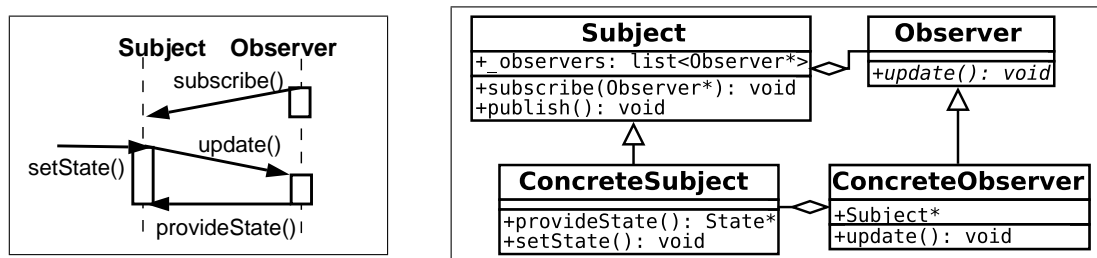 Subject Observer
subscribe()
update()
setState()
provideState()
Subject
+_observers: list<Observer*>
+subscribe(Observer*): void
+publish(): void
Observer
+update(): void
ConcreteSubject
+provideState(): State*
+setState(): void
ConcreteObserver
+Subject*
+update(): void